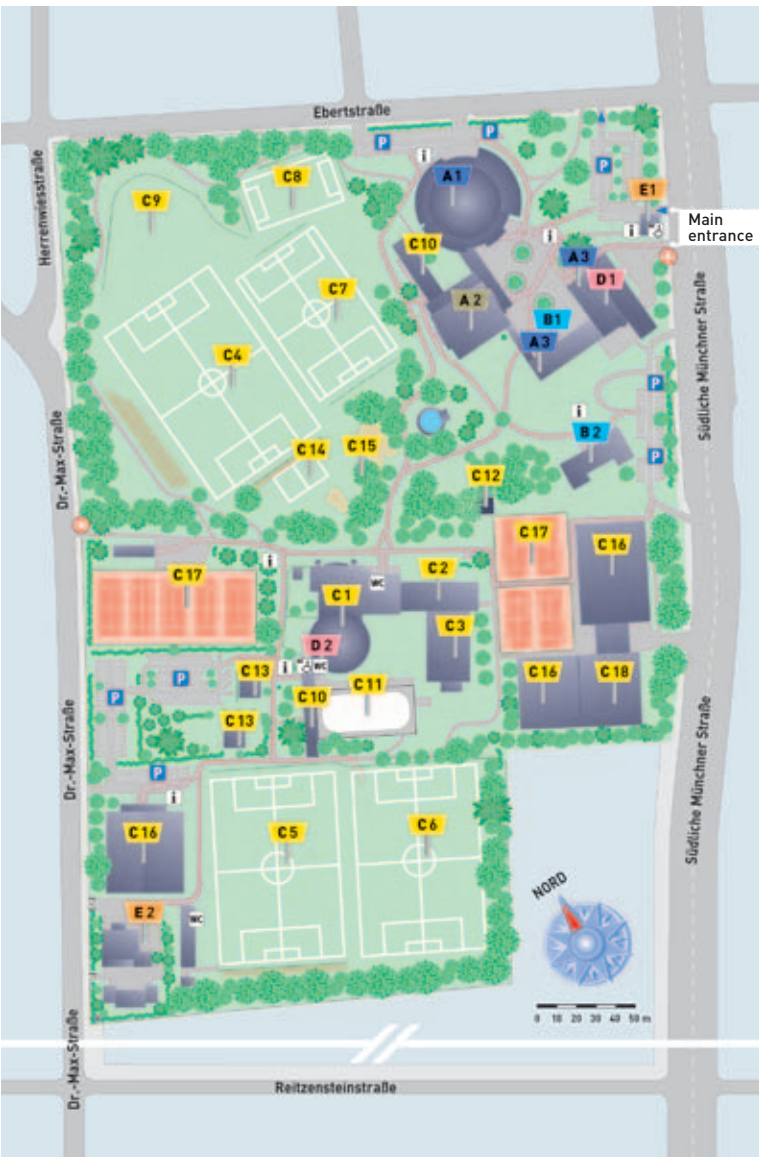 Ebertstraße
P
P
i
A1
P
C8
E1
C9
Main
entrance
i
i
Herrenwiesstraße
C10
A3
D1
C7
A2
B1
A3
Südliche Münchner Straße
C4
P
i
B2
C14
C15
P
C12
Dr.-Max-Straße
C17
C16
i
C17
C2
WC
C1
C3
D2
i
WC
C13
C16
C18
P
C11
C10
P
C13
Dr.-Max-Straße
Südliche Münchner Straße
P
i
C16
C5
C6
NORD
E2
WC
0 10 20 30 40 50 m
Dr.-Max-Straße
Reitzensteinstraße